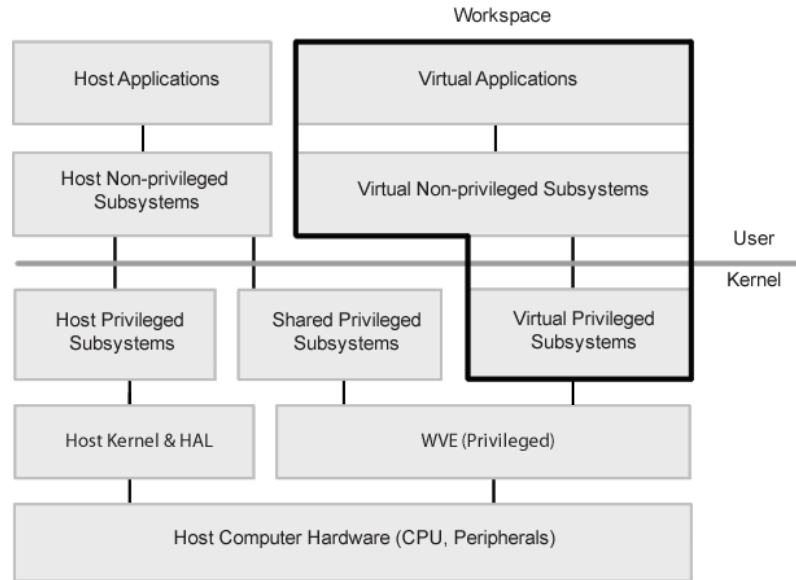 Workspace
Host Applications
Virtual Applications
Host Non-privileged
Subsystems
Virtual Non-privileged Subsystems
User
Kernel
Host Privileged
Subsystems
Shared Privileged
Subsystems
Virtual Privileged
Subsystems
Host Kernel & HAL
WVE (Privileged)
Host Computer Hardware (CPU, Peripherals)